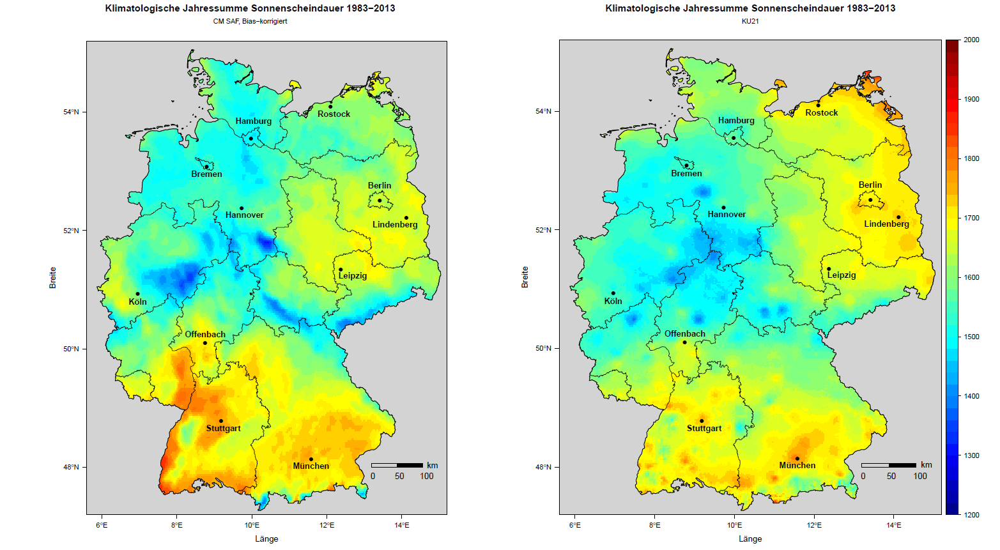 Klimatologische Jahressumme Sonnenscheindauer 1983−2013
CM SAF, Bias−korrigiert
54°N
52°N
50°N
48°N
Breite
Hamburg
Rostock
Bremen
Berlin
Hannover
Lindenberg
Leipzig
Köln
Offenbach
Stuttgart
München
km
0 50 100
6°E 8°E 10°E 12°E 14°E
Länge
Klimatologische Jahressumme Sonnenscheindauer 1983−2013
KU21
54°N
52°N
50°N
48°N
Breite
Hamburg
Rostock
Bremen
Berlin
Hannover
Lindenberg
Leipzig
Köln
Offenbach
Stuttgart
München
km
0 50 100
6°E 8°E 10°E 12°E 14°E
Länge
2000
1900
1800
1700
1600
1500
1400
1300
1200